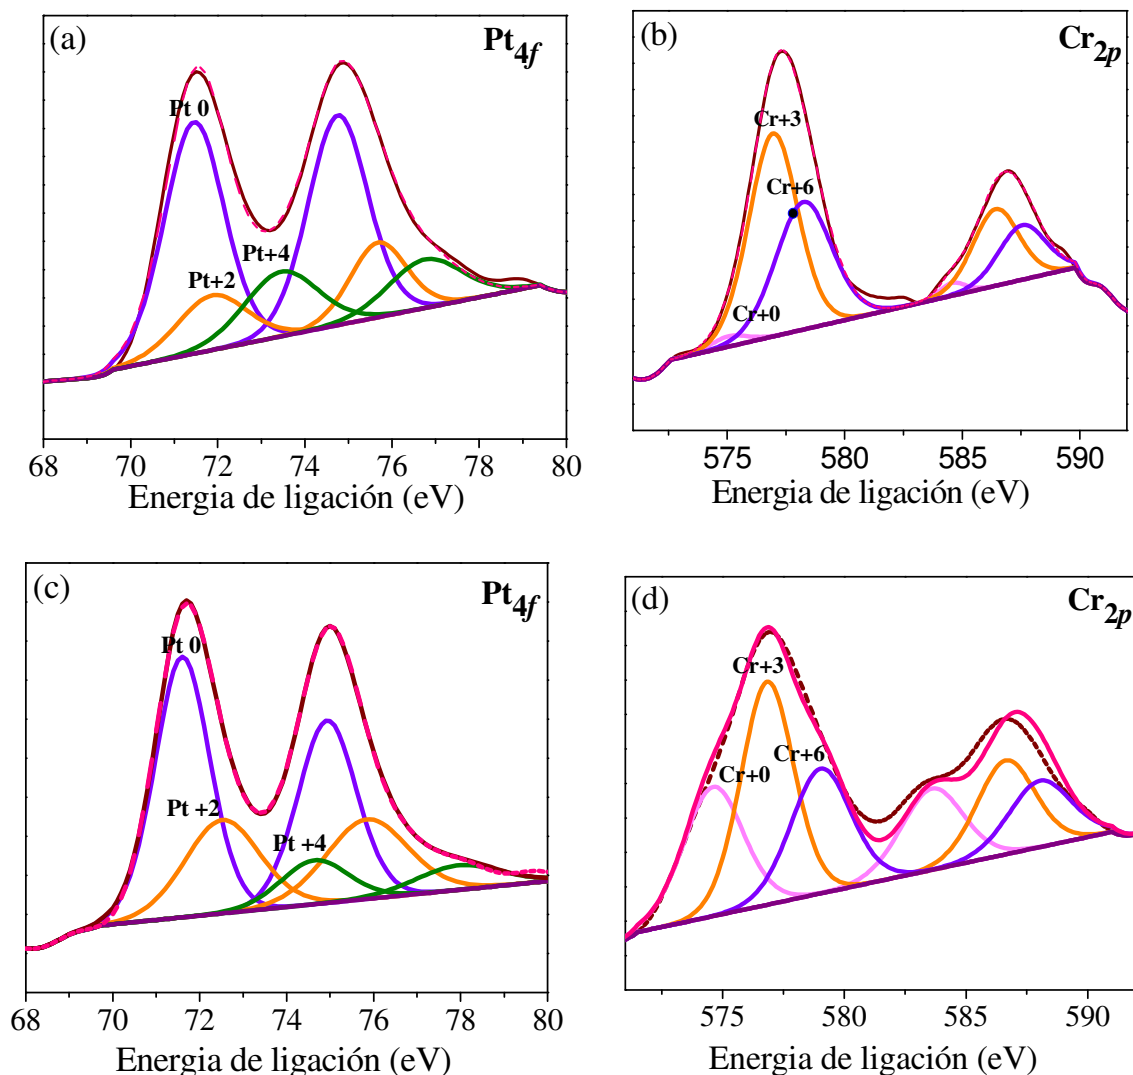 (a)
Pt4f
Pt 0
Pt+2
Pt+4
68 70 72 74 76 78 80
Energia de ligación (eV)
(b)
Cr2p
Cr+3
Cr+6
Cr+0
575 580 585 590
Energia de ligación (eV)
(c)
Pt4f
Pt 0
Pt +2
Pt +4
68 70 72 74 76 78 80
Energia de ligación (eV)
(d)
Cr2p
Cr+3
Cr+6
Cr+0
575 580 585 590
Energia de ligación (eV)